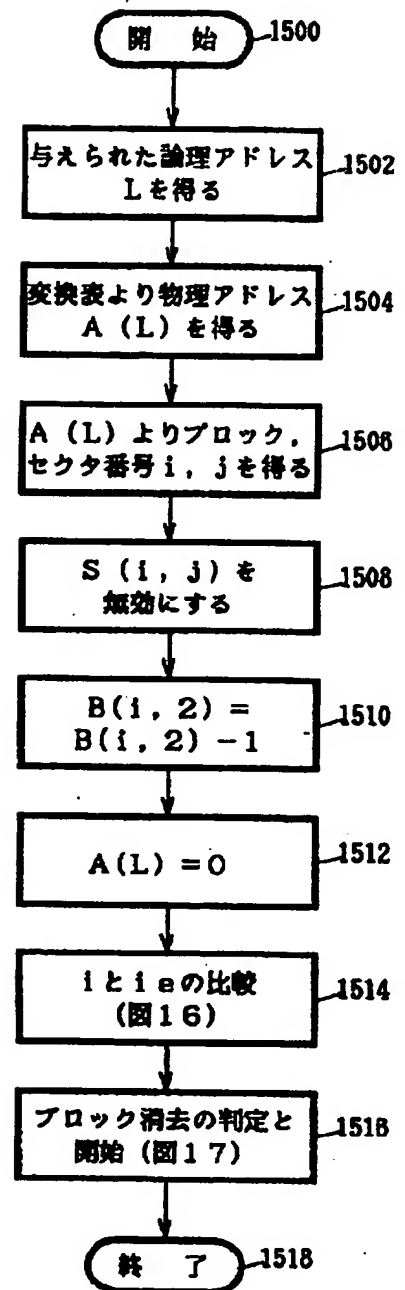 開 始
1500
与えられた論理アドレス
Lを得る
1502
変換表より物理アドレス
A (L) を得る
1504
A (L) よりブロック,
セクタ番号 i, j を得る
1506
S (i, j) を
無効にする
1508
B(i, 2) =
B(i, 2) -1
1510
A(L) =0
1512
i と i e の比較
(図16)
1514
ブロック消去の判定と
開始 (図17)
1516
終 了
1518